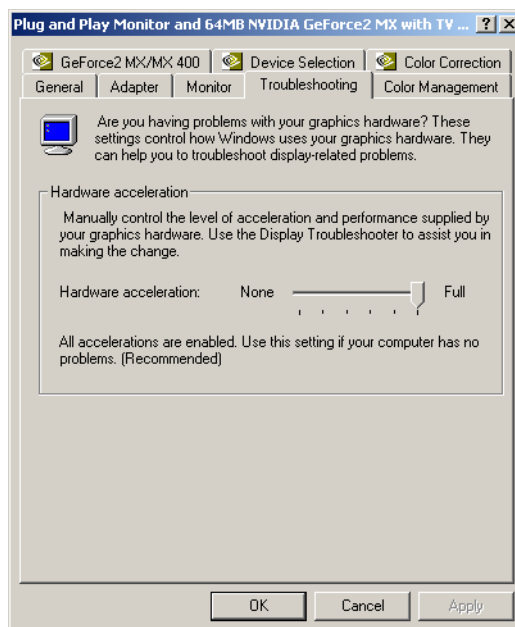 Plug and Play Monitor and 64MB NVIDIA GeForce2 MX with TV ...
GeForce2 MX/MX 400 Device Selection Color Correction
General Adapter Monitor Troubleshooting Color Management
Are you having problems with your graphics hardware? These
settings control how Windows uses your graphics hardware. They
can help you to troubleshoot display-related problems.
Hardware acceleration
Manually control the level of acceleration and performance supplied by
your graphics hardware. Use the Display Troubleshooter to assist you in
making the change.
Hardware acceleration: None Full
All accelerations are enabled. Use this setting if your computer has no
problems. (Recommended)
OK Cancel Apply